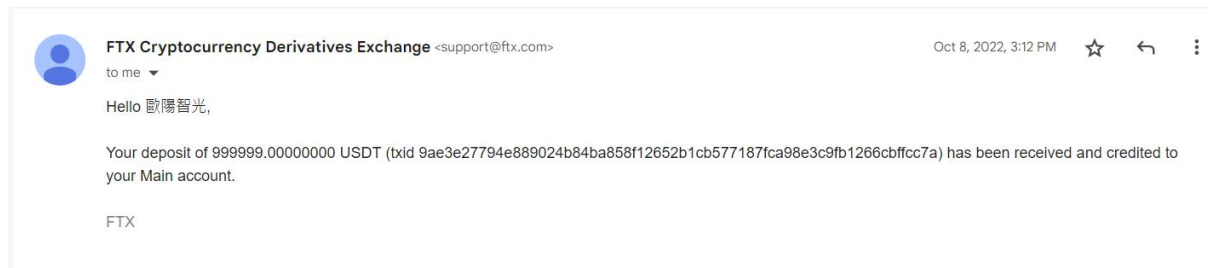 FTX Cryptocurrency Derivatives Exchange <support@ftx.com>
Oct 8, 2022, 3:12 PM
to me
Hello 歐陽智光,
Your deposit of 999999.00000000 USDT (txid 9ae3e27794e889024b84ba858f12652b1cb577187fca98e3c9fb1266cbffcc7a) has been received and credited to
your Main account.
FTX